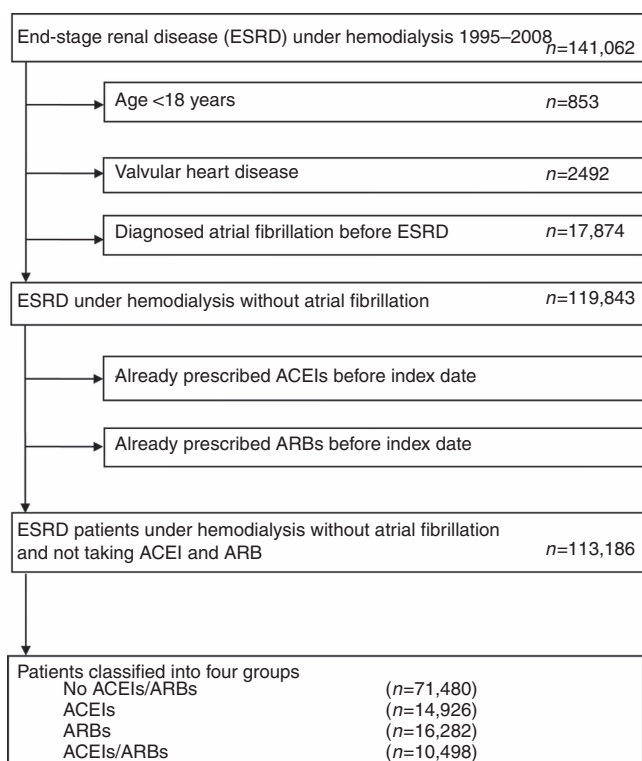 End-stage renal disease (ESRD) under hemodialysis 1995–2008 n=141,062
Age <18 years n=853
Valvular heart disease n=2492
Diagnosed atrial fibrillation before ESRD n=17,874
ESRD under hemodialysis without atrial fibrillation n=119,843
Already prescribed ACEIs before index date
Already prescribed ARBs before index date
ESRD patients under hemodialysis without atrial fibrillation
and not taking ACEI and ARB n=113,186
Patients classified into four groups
No ACEIs/ARBs (n=71,480)
ACEIs (n=14,926)
ARBs (n=16,282)
ACEIs/ARBs (n=10,498)